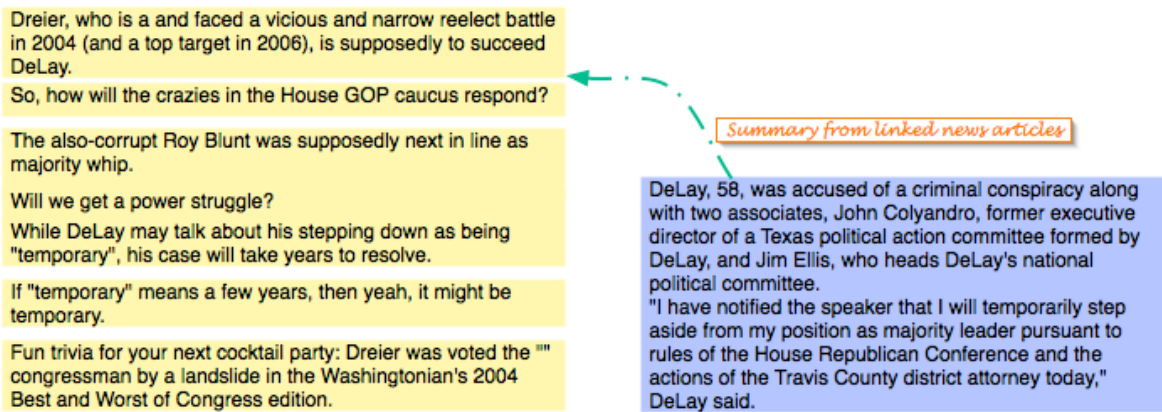 Dreier, who is a and faced a vicious and narrow reelect battle
in 2004 (and a top target in 2006), is supposedly to succeed
DeLay.
So, how will the crazies in the House GOP caucus respond?
The also-corrupt Roy Blunt was supposedly next in line as
majority whip.
Will we get a power struggle?
While DeLay may talk about his stepping down as being
"temporary", his case will take years to resolve.
If "temporary" means a few years, then yeah, it might be
temporary.
Fun trivia for your next cocktail party: Dreier was voted the ""
congressman by a landslide in the Washingtonian's 2004
Best and Worst of Congress edition.
Summary from linked news articles
DeLay, 58, was accused of a criminal conspiracy along
with two associates, John Colyandro, former executive
director of a Texas political action committee formed by
DeLay, and Jim Ellis, who heads DeLay's national
political committee.
"I have notified the speaker that I will temporarily step
aside from my position as majority leader pursuant to
rules of the House Republican Conference and the
actions of the Travis County district attorney today,"
DeLay said.